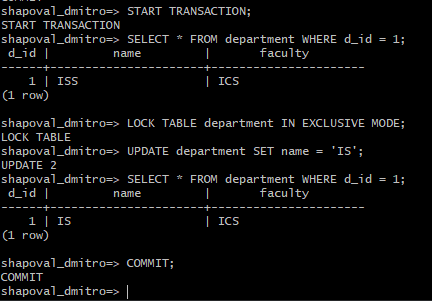 shapoval_dmitro=> START TRANSACTION;
START TRANSACTION
shapoval_dmitro=> SELECT * FROM department WHERE d_id = 1;
 d_id |         name         |       faculty
------+----------------------+----------------------
    1 | ISS                  | ICS
(1 row)

shapoval_dmitro=> LOCK TABLE department IN EXCLUSIVE MODE;
LOCK TABLE
shapoval_dmitro=> UPDATE department SET name = 'IS';
UPDATE 2
shapoval_dmitro=> SELECT * FROM department WHERE d_id = 1;
 d_id |         name         |       faculty
------+----------------------+----------------------
    1 | IS                   | ICS
(1 row)

shapoval_dmitro=> COMMIT;
COMMIT
shapoval_dmitro=>